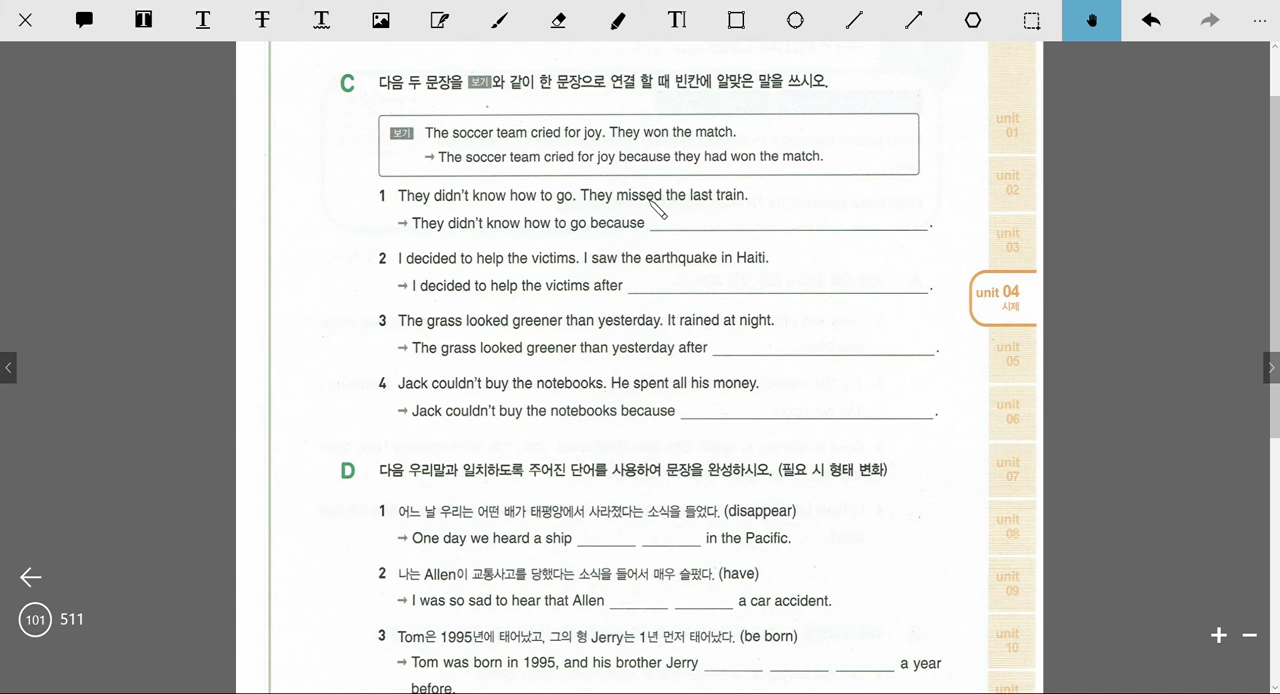 C 다음 두 문장을 보기와 같이 한 문장으로 연결 할 때 빈칸에 알맞은 말을 쓰시오.
보기 The soccer team cried for joy. They won the match.
→ The soccer team cried for joy because they had won the match.
1 They didn't know how to go. They missed the last train.
→ They didn't know how to go because ______.
2 I decided to help the victims. I saw the earthquake in Haiti.
→ I decided to help the victims after ______.
3 The grass looked greener than yesterday. It rained at night.
→ The grass looked greener than yesterday after ______.
4 Jack couldn't buy the notebooks. He spent all his money.
→ Jack couldn't buy the notebooks because ______.
D 다음 우리말과 일치하도록 주어진 단어를 사용하여 문장을 완성하시오. (필요 시 형태 변화)
1 어느 날 우리는 어떤 배가 태평양에서 사라졌다는 소식을 들었다. (disappear)
→ One day we heard a ship ______ ______ in the Pacific.
2 나는 Allen이 교통사고를 당했다는 소식을 들어서 매우 슬펐다. (have)
→ I was so sad to hear that Allen ______ ______ a car accident.
3 Tom은 1995년에 태어났고, 그의 형 Jerry는 1년 먼저 태어났다. (be born)
→ Tom was born in 1995, and his brother Jerry ______ ______ ______ a year
before.
unit
01
unit
02
unit
03
unit 04
시제
unit
05
unit
06
unit
07
unit
08
unit
09
unit
10
unit
101 511